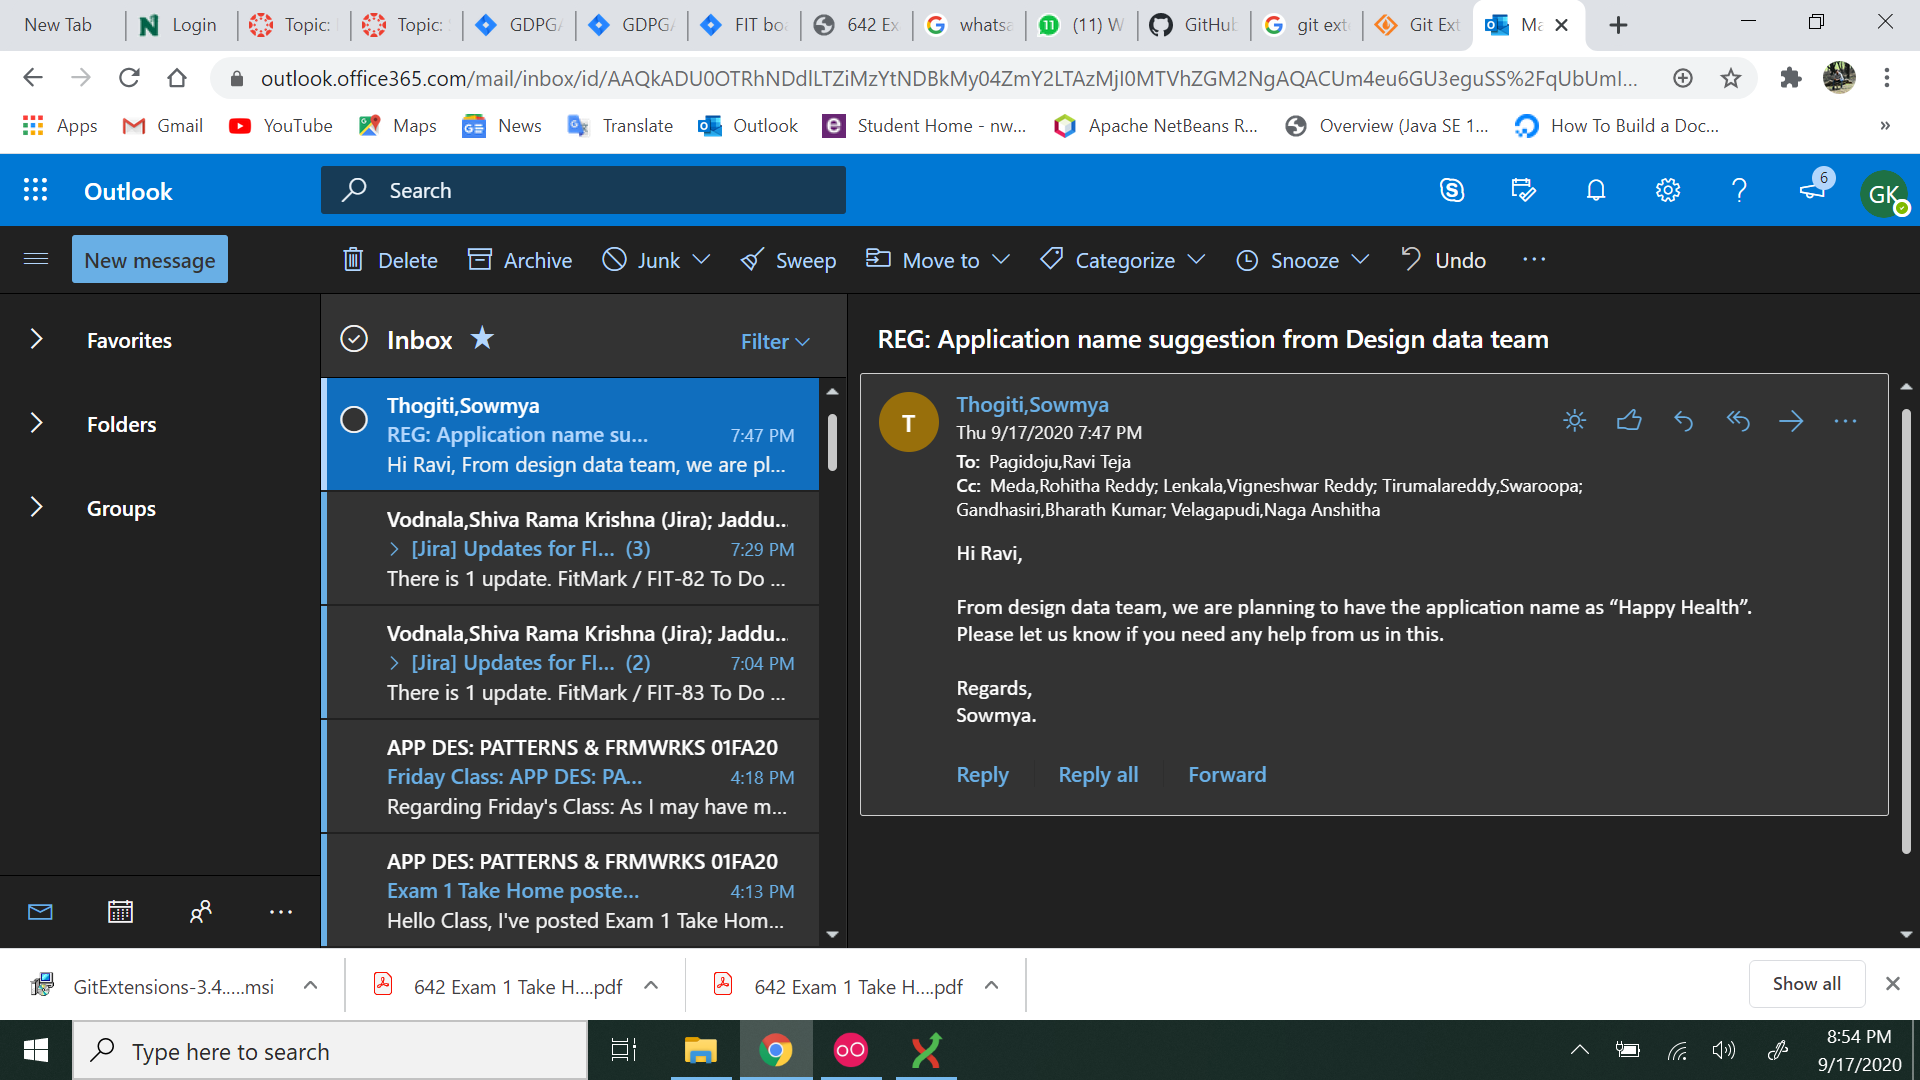 New Tab
Login
Topic:
Topic:
GDPGA
GDPGA
FIT boa
642 Ex
whatsa
(11) W
GitHub
git exte
Git Ext
Ma
outlook.office365.com/mail/inbox/id/
Apps
Gmail
YouTube
Maps
News
Translate
Outlook
Student Home - nw...
Apache NetBeans R...
Overview (Java SE 1...
How To Build a Doc...
»
Outlook
Search
6
GK
New message
Delete
Archive
Junk
Sweep
Move to
Categorize
Snooze
Undo
Favorites
Folders
Groups
Inbox
Filter
Thogiti,Sowmya
REG: Application name su... 7:47 PM
Hi Ravi, From design data team, we are pl...
Vodnala,Shiva Rama Krishna (Jira); Jaddu...
[Jira] Updates for FI... (3) 7:29 PM
There is 1 update. FitMark / FIT-82 To Do ...
Vodnala,Shiva Rama Krishna (Jira); Jaddu...
[Jira] Updates for FI... (2) 7:04 PM
There is 1 update. FitMark / FIT-83 To Do ...
APP DES: PATTERNS & FRMWRKS 01FA20
Friday Class: APP DES: PA... 4:18 PM
Regarding Friday's Class: As I may have m...
APP DES: PATTERNS & FRMWRKS 01FA20
Exam 1 Take Home poste... 4:13 PM
Hello Class, I've posted Exam 1 Take Hom...
REG: Application name suggestion from Design data team
T
Thogiti,Sowmya
Thu 9/17/2020 7:47 PM
To: Pagidoju,Ravi Teja
Cc: Meda,Rohitha Reddy; Lenkala,Vigneshwar Reddy; Tirumalareddy,Swaroopa;
Gandhasiri,Bharath Kumar; Velagapudi,Naga Anshitha
Hi Ravi,
From design data team, we are planning to have the application name as “Happy Health”.
Please let us know if you need any help from us in this.
Regards,
Sowmya.
Reply
Reply all
Forward
GitExtensions-3.4.....msi
642 Exam 1 Take H....pdf
642 Exam 1 Take H....pdf
Show all
Type here to search
8:54 PM
9/17/2020